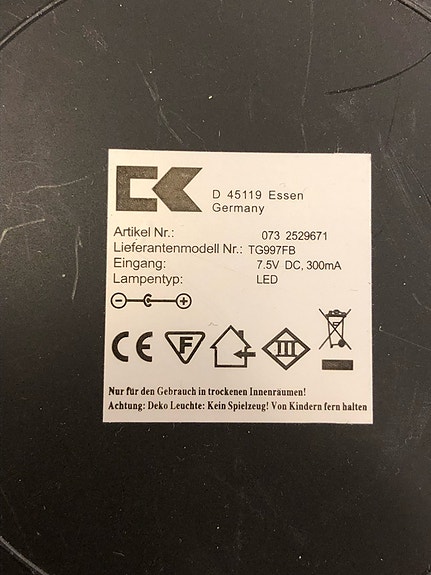 CK
D 45119 Essen
Germany
Artikel Nr.: 073 2529671
Lieferantenmodell Nr.: TG997FB
Eingang: 7.5V DC, 300mA
Lampentyp: LED
CE F III
Nur für den Gebrauch in trockenen Innenräumen!
Achtung: Deko Leuchte: Kein Spielzeug! Von Kindern fern halten